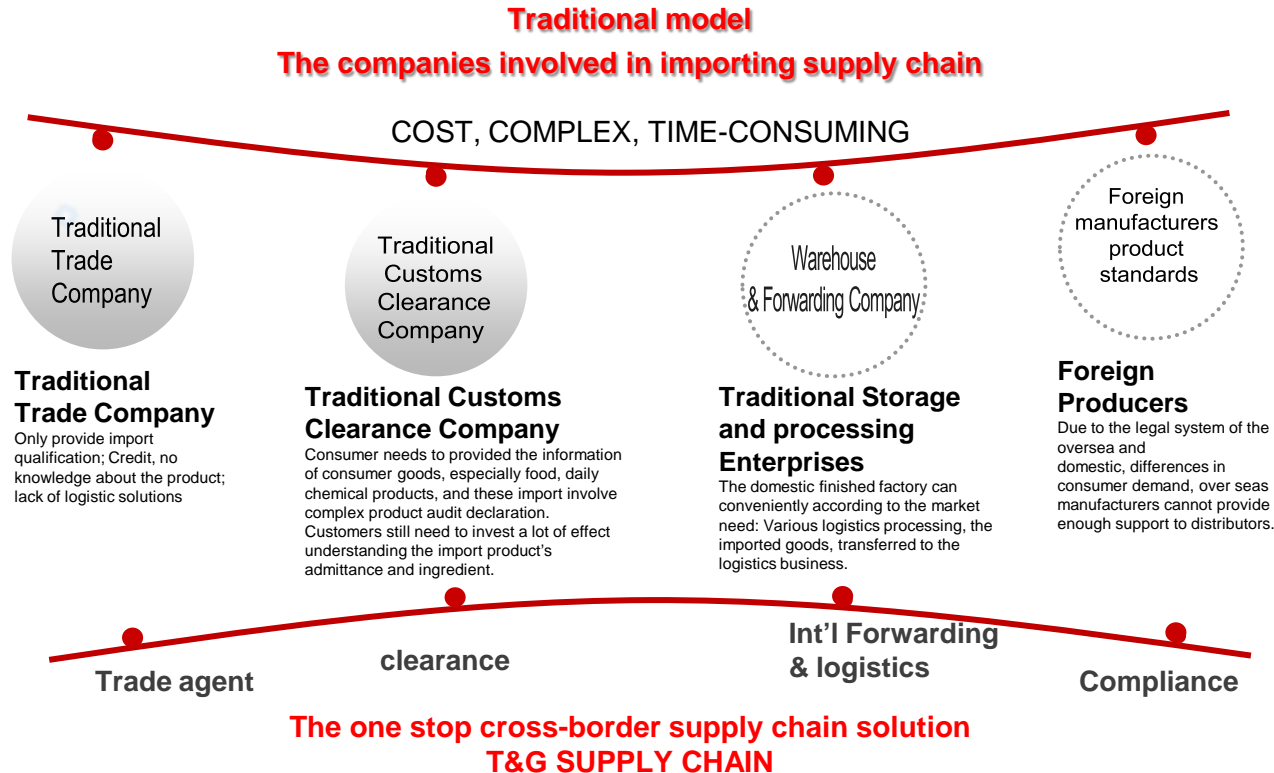 Traditional model
The companies involved in importing supply chain
COST, COMPLEX, TIME-CONSUMING
Traditional
Trade
Company
Traditional
Customs
Clearance
Company
Warehouse
& Forwarding Company
Foreign
manufacturers
product
standards
Traditional
Trade Company
Only provide import
qualification; Credit, no
knowledge about the product;
lack of logistic solutions
Traditional Customs
Clearance Company
Consumer needs to provided the information
of consumer goods, especially food, daily
chemical products, and these import involve
complex product audit declaration.
Customers still need to invest a lot of effect
understanding the import product's
admittance and ingredient.
Traditional Storage
and processing
Enterprises
The domestic finished factory can
conveniently according to the market
need: Various logistics processing, the
imported goods, transferred to the
logistics business.
Foreign
Producers
Due to the legal system of the
oversea and
domestic, differences in
consumer demand, over seas
manufacturers cannot provide
enough support to distributors.
Trade agent
clearance
Int'l Forwarding
& logistics
Compliance
The one stop cross-border supply chain solution
T&G SUPPLY CHAIN